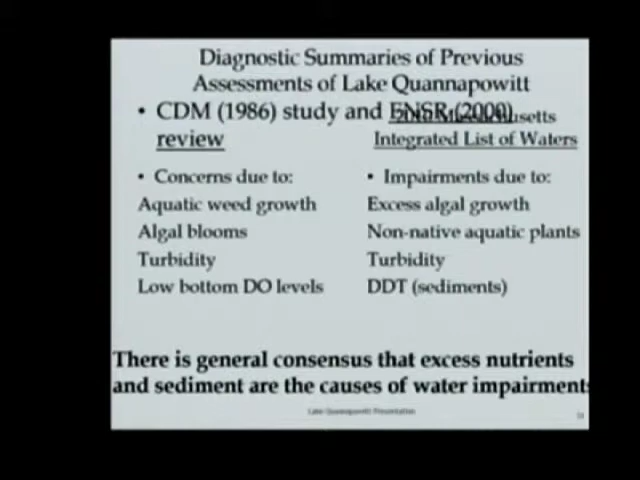 Diagnostic Summaries of Previous
Assessments of Lake Quannapowitt
• CDM (1986) study and ENSR (2000)
review
Integrated List of Waters
• Concerns due to:
Aquatic weed growth
Algal blooms
Turbidity
Low bottom DO levels
• Impairments due to:
Excess algal growth
Non-native aquatic plants
Turbidity
DDT (sediments)
There is general consensus that excess nutrients
and sediment are the causes of water impairments
Lake Quannapowitt Presentation